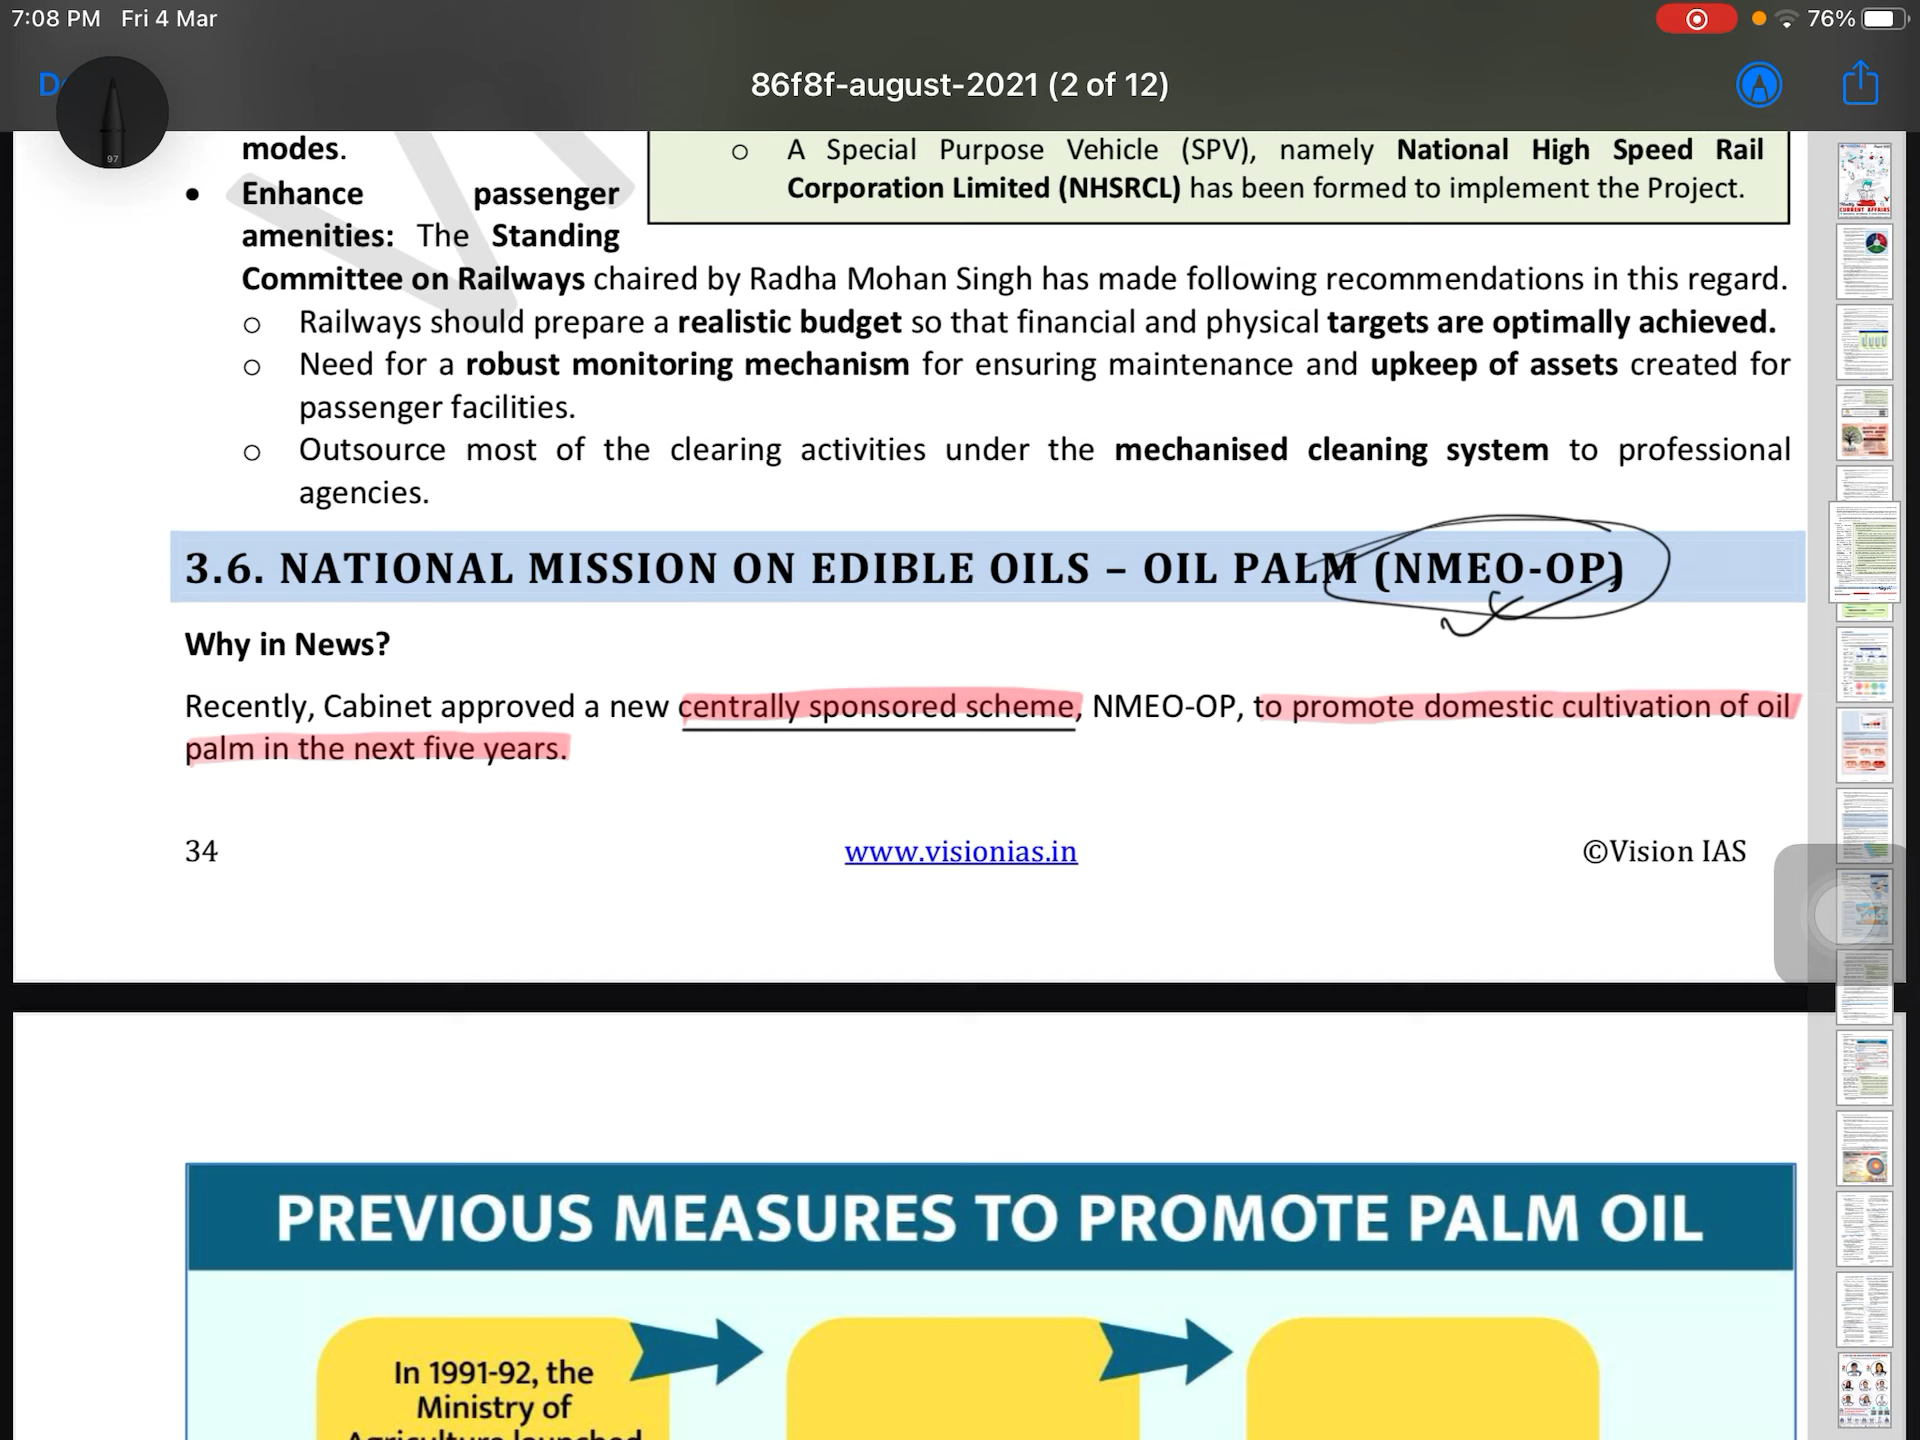 7:08 PM Fri 4 Mar
76%
86f8f-august-2021 (2 of 12)
97
modes.
• Enhance passenger
amenities: The Standing
Committee on Railways chaired by Radha Mohan Singh has made following recommendations in this regard.
o A Special Purpose Vehicle (SPV), namely National High Speed Rail
Corporation Limited (NHSRCL) has been formed to implement the Project.
o Railways should prepare a realistic budget so that financial and physical targets are optimally achieved.
o Need for a robust monitoring mechanism for ensuring maintenance and upkeep of assets created for
passenger facilities.
o Outsource most of the clearing activities under the mechanised cleaning system to professional
agencies.
3.6. NATIONAL MISSION ON EDIBLE OILS – OIL PALM (NMEO-OP)
Why in News?
Recently, Cabinet approved a new centrally sponsored scheme, NMEO-OP, to promote domestic cultivation of oil
palm in the next five years.
34 www.visionias.in ©Vision IAS
PREVIOUS MEASURES TO PROMOTE PALM OIL
In 1991-92, the
Ministry of
Agriculture launched